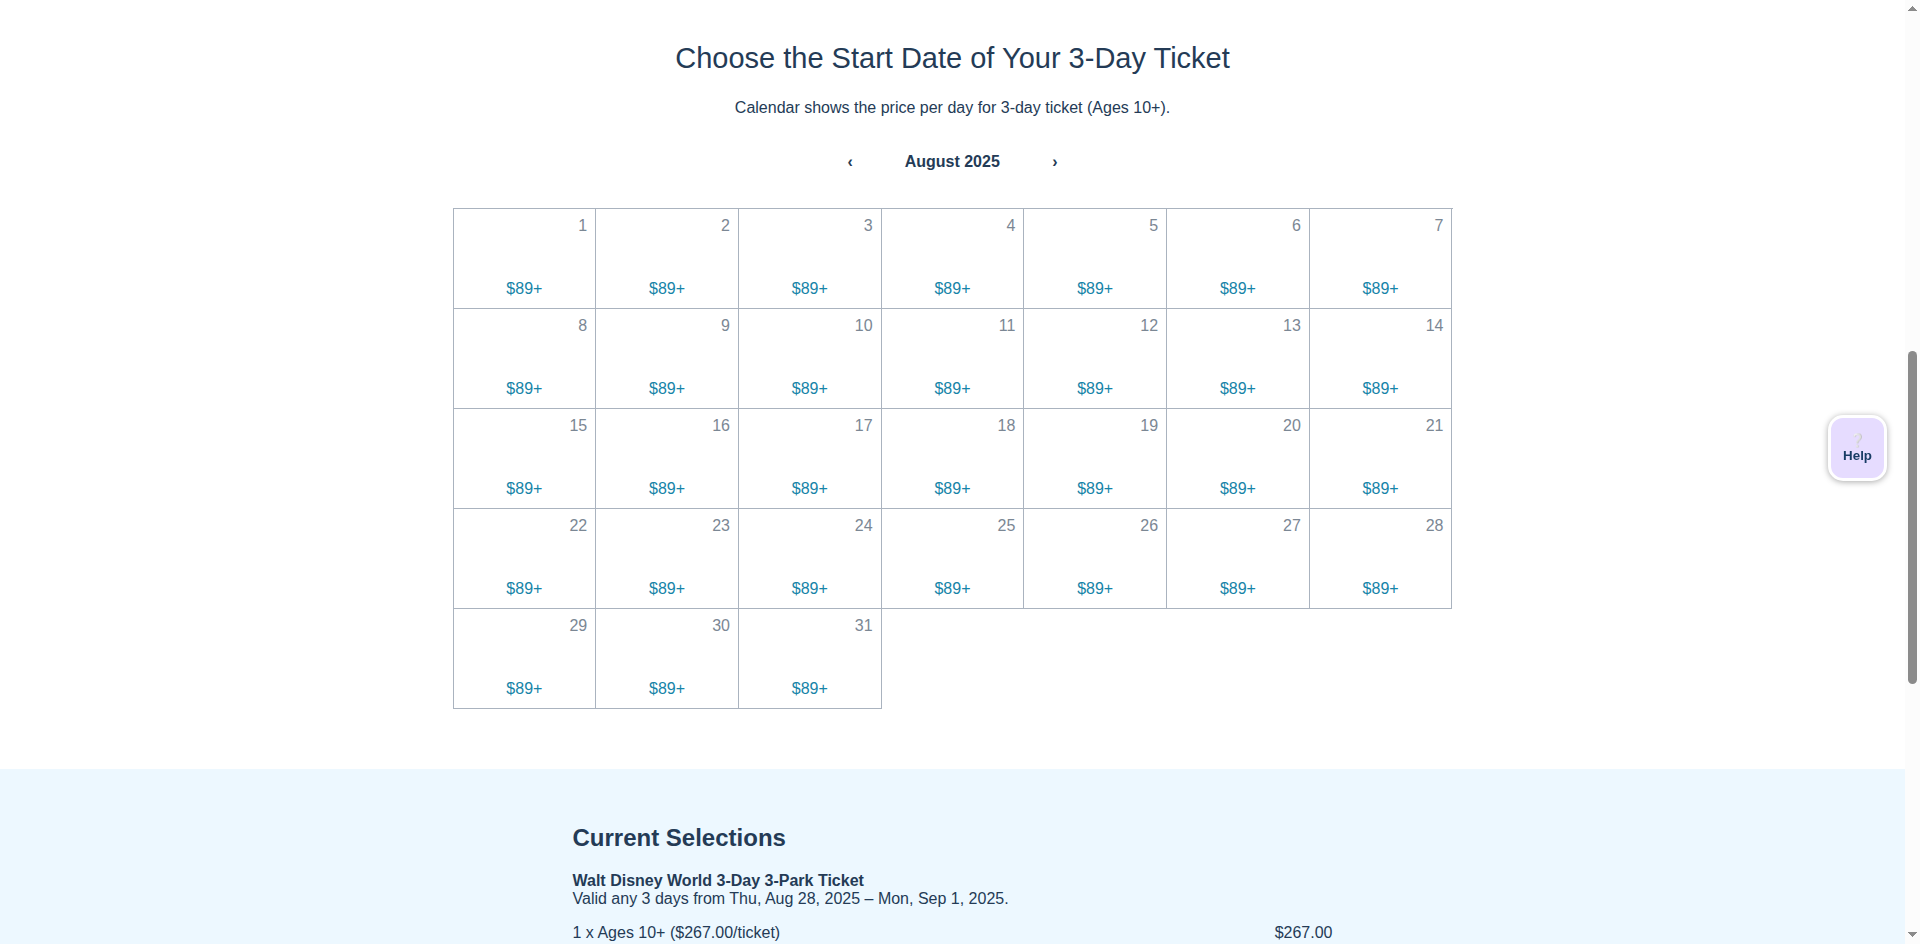 Choose the Start Date of Your 3-Day Ticket
Calendar shows the price per day for 3-day ticket (Ages 10+).
‹ August 2025 ›
1 2 3 4 5 6 7
$89+ $89+ $89+ $89+ $89+ $89+ $89+
8 9 10 11 12 13 14
$89+ $89+ $89+ $89+ $89+ $89+ $89+
15 16 17 18 19 20 21
$89+ $89+ $89+ $89+ $89+ $89+ $89+
22 23 24 25 26 27 28
$89+ $89+ $89+ $89+ $89+ $89+ $89+
29 30 31
$89+ $89+ $89+
❔
Help
Current Selections
Walt Disney World 3-Day 3-Park Ticket
Valid any 3 days from Thu, Aug 28, 2025 – Mon, Sep 1, 2025.
1 x Ages 10+ ($267.00/ticket) $267.00